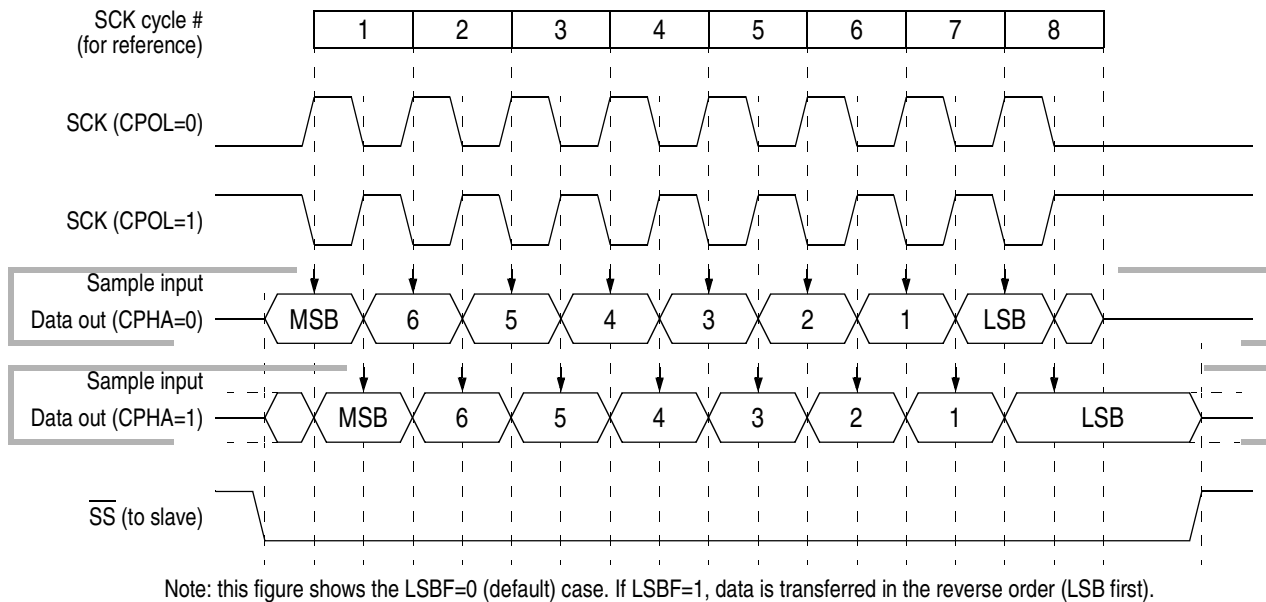 SCK cycle #
(for reference)
1 2 3 4 5 6 7 8
SCK (CPOL=0)
SCK (CPOL=1)
Sample input
Data out (CPHA=0) MSB 6 5 4 3 2 1 LSB
Sample input
Data out (CPHA=1) MSB 6 5 4 3 2 1 LSB
SS (to slave)
Note: this figure shows the LSBF=0 (default) case. If LSBF=1, data is transferred in the reverse order (LSB first).